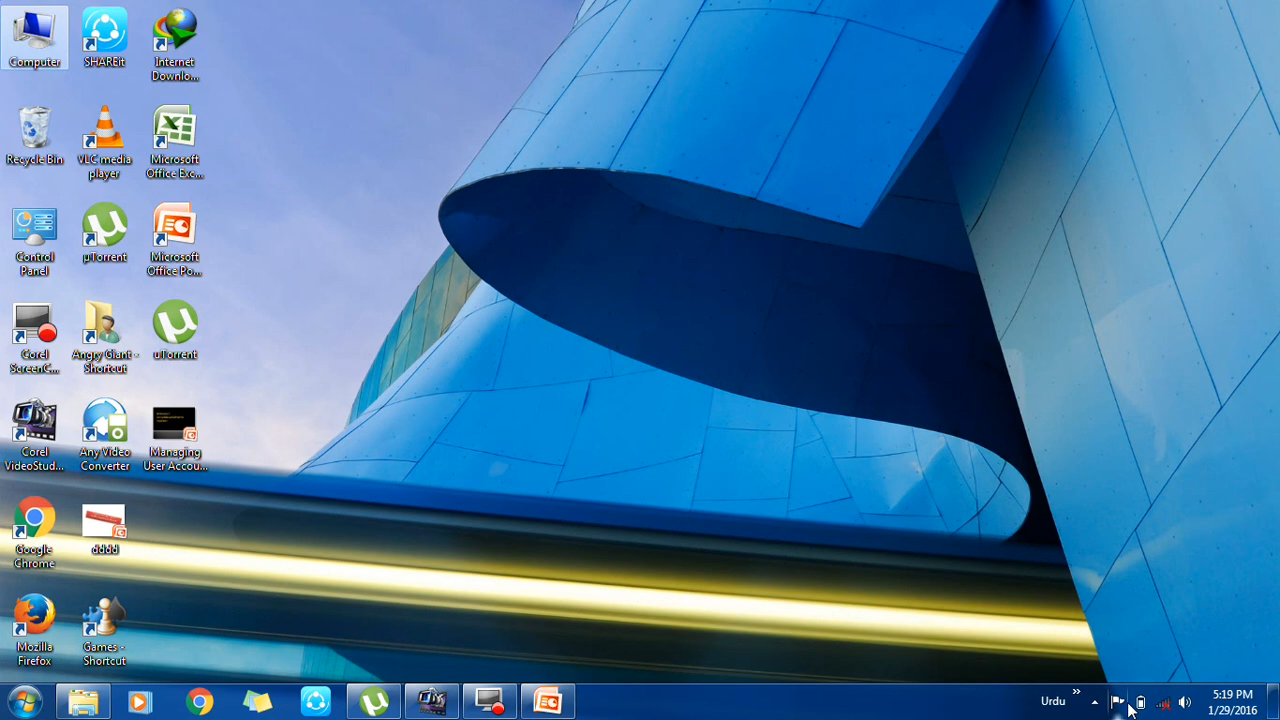 Computer
SHAREit
Internet
Downlo...
Recycle Bin
VLC media
player
Microsoft
Office Exc...
Control
Panel
µTorrent
Microsoft
Office Po...
Corel
ScreenC...
Angry Giant -
Shortcut
uTorrent
Corel
VideoStud...
Any Video
Converter
Managing
User Accou...
Google
Chrome
dddd
Mozilla
Firefox
Games -
Shortcut
Urdu
5:19 PM
1/29/2016